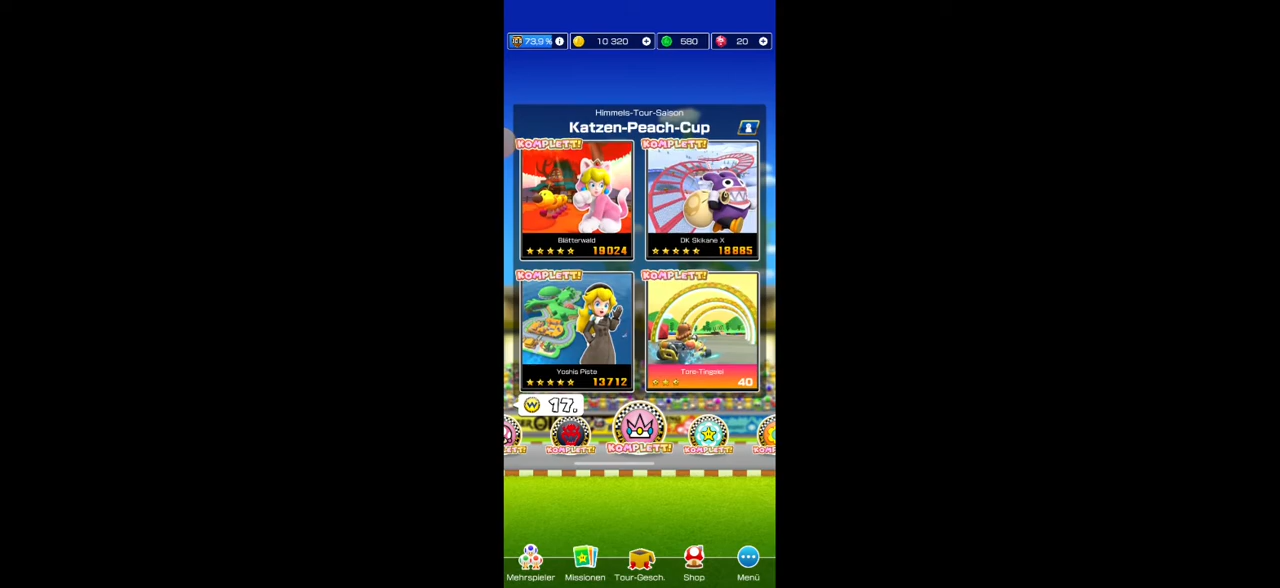 73,9 % 10 320 580 20
Himmels-Tour-Saison
Katzen-Peach-Cup
KOMPLETT! KOMPLETT!
Blätterwald DK Skikane X
19024 18885
KOMPLETT! KOMPLETT!
Yoshis Piste Tore-Tingelei
13712 40
17.
KOMPLETT! KOMPLETT! KOMPLETT!
Mehrspieler Missionen Tour-Gesch. Shop Menü